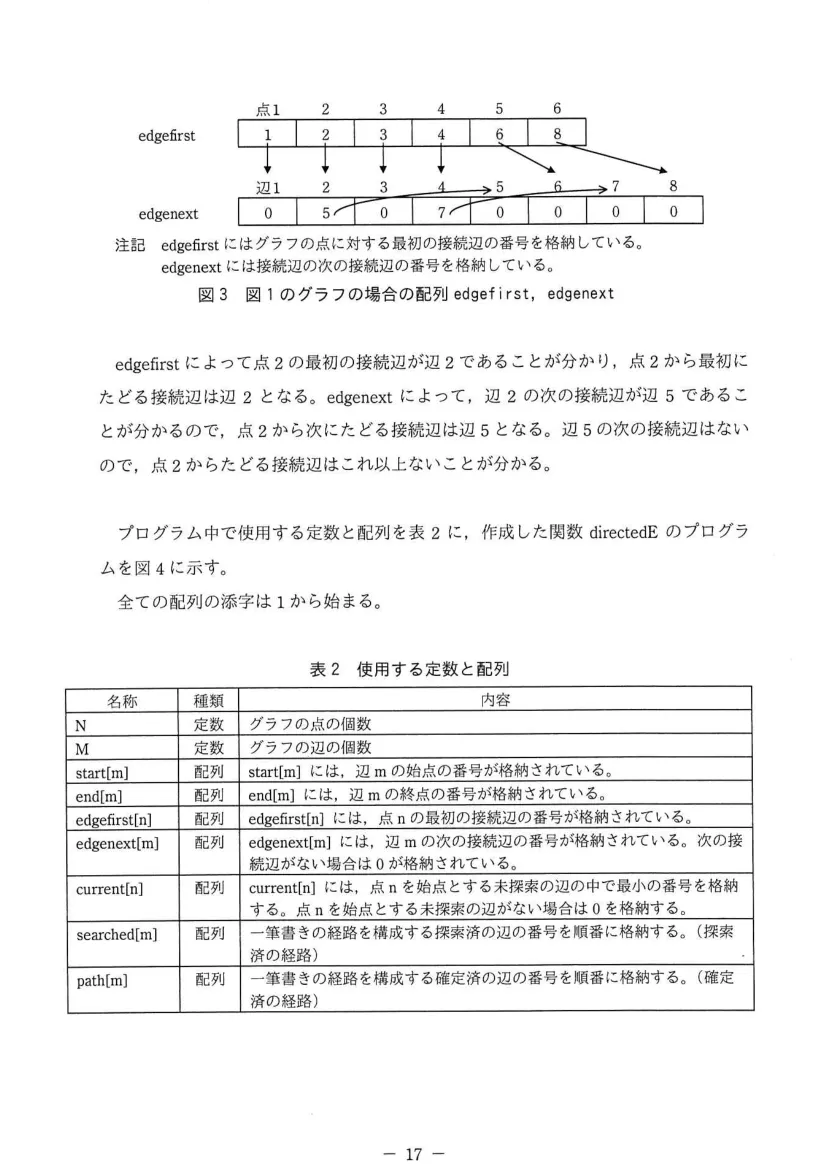 点1 2 3 4 5 6
edgefirst 1 2 3 4 6 8
辺1 2 3 4 5 6 7 8
edgenext 0 5 0 7 0 0 0 0
注記 edgefirst にはグラフの点に対する最初の接続辺の番号を格納している。
edgenext には接続辺の次の接続辺の番号を格納している。
図3 図1のグラフの場合の配列 edgefirst，edgenext
edgefirst によって点 2 の最初の接続辺が辺 2 であることが分かり，点 2 から最初に
たどる接続辺は辺 2 となる。edgenext によって，辺 2 の次の接続辺が辺 5 であるこ
とが分かるので，点 2 から次にたどる接続辺は辺 5 となる。辺 5 の次の接続辺はない
ので，点 2 からたどる接続辺はこれ以上ないことが分かる。
プログラム中で使用する定数と配列を表 2 に，作成した関数 directedE のプログラ
ムを図 4 に示す。
全ての配列の添字は 1 から始まる。
表2 使用する定数と配列
名称 種類 内容
N 定数 グラフの点の個数
M 定数 グラフの辺の個数
start[m] 配列 start[m] には，辺 m の始点の番号が格納されている。
end[m] 配列 end[m] には，辺 m の終点の番号が格納されている。
edgefirst[n] 配列 edgefirst[n] には，点 n の最初の接続辺の番号が格納されている。
edgenext[m] 配列 edgenext[m] には，辺 m の次の接続辺の番号が格納されている。次の接
続辺がない場合は 0 が格納されている。
current[n] 配列 current[n] には，点 n を始点とする未探索の辺の中で最小の番号を格納
する。点 n を始点とする未探索の辺がない場合は 0 を格納する。
searched[m] 配列 一筆書きの経路を構成する探索済の辺の番号を順番に格納する。（探索
済の経路）
path[m] 配列 一筆書きの経路を構成する確定済の辺の番号を順番に格納する。（確定
済の経路）
－ 17 －